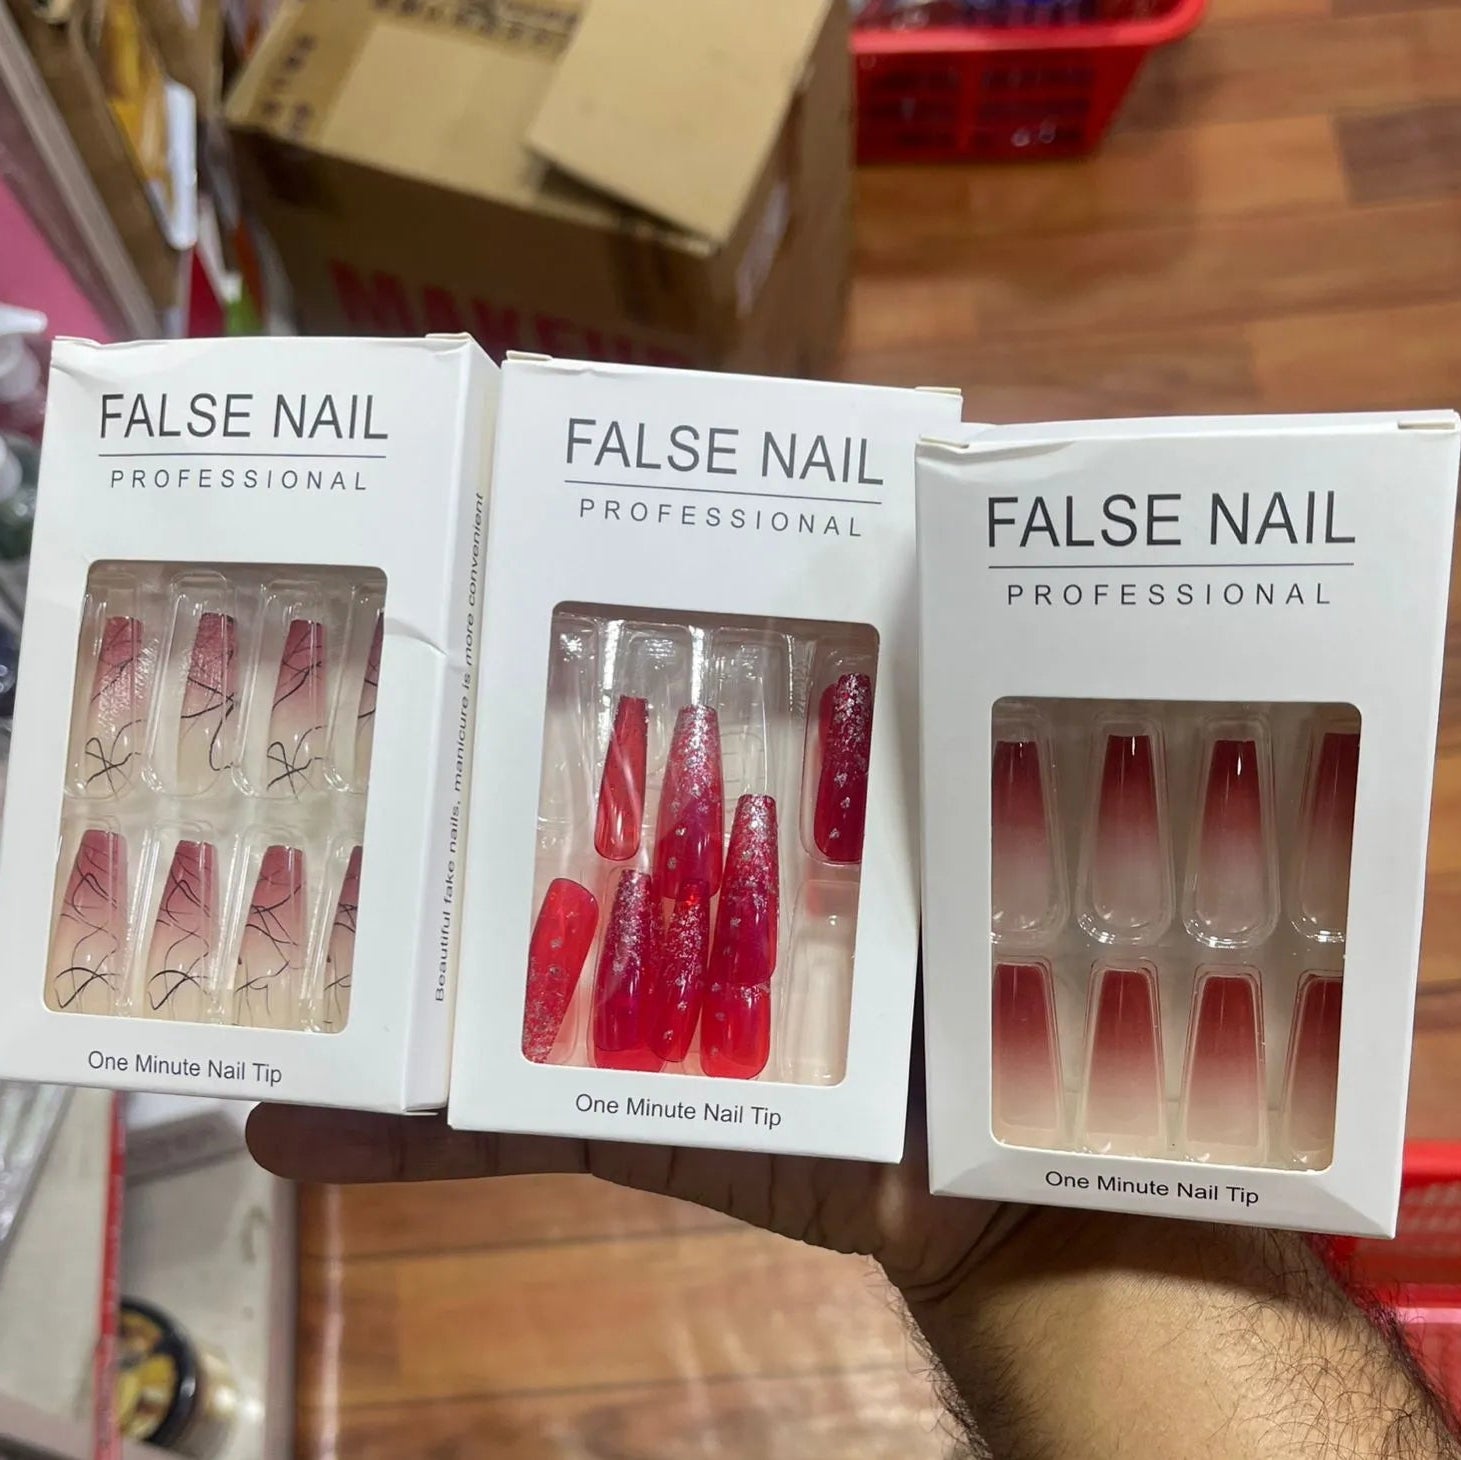 MAKEUP
FALSE NAIL
PROFESSIONAL
One Minute Nail Tip
Beautiful fake nails, manicure is more convenient
FALSE NAIL
PROFESSIONAL
One Minute Nail Tip
FALSE NAIL
PROFESSIONAL
One Minute Nail Tip